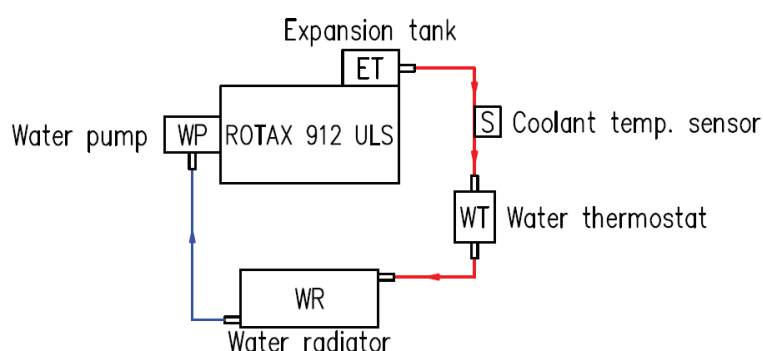 Expansion tank
ET
Water pump WP ROTAX 912 ULS
S Coolant temp. sensor
WT Water thermostat
WR
Water radiator